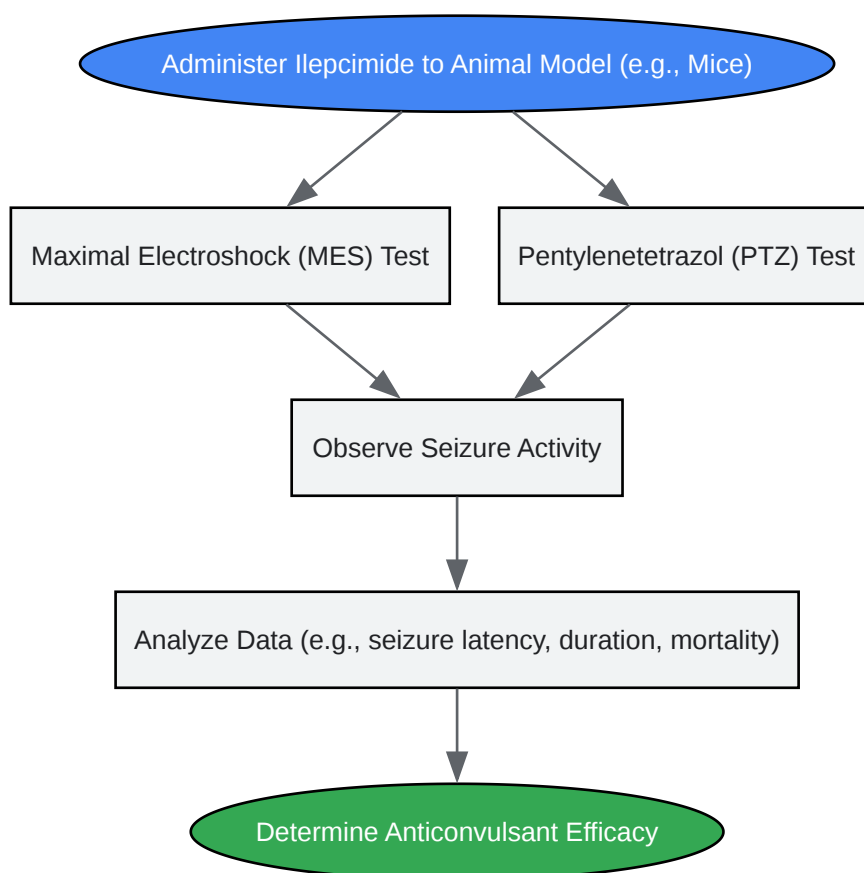 Administer Ilepcimide to Animal Model (e.g., Mice)
Maximal Electroshock (MES) Test
Pentylenetetrazol (PTZ) Test
Observe Seizure Activity
Analyze Data (e.g., seizure latency, duration, mortality)
Determine Anticonvulsant Efficacy